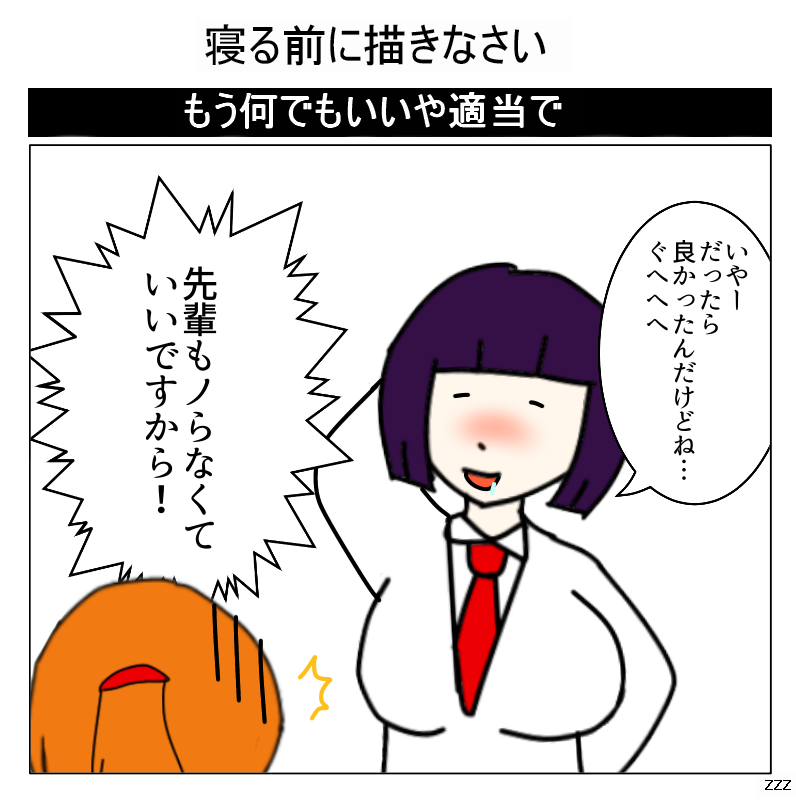 寝る前に描きなさい
もう何でもいいや適当で
いやー
だったら
良かったんだけどね…
ぐへへへ
先輩もノらなくて
いいですから！
zzz